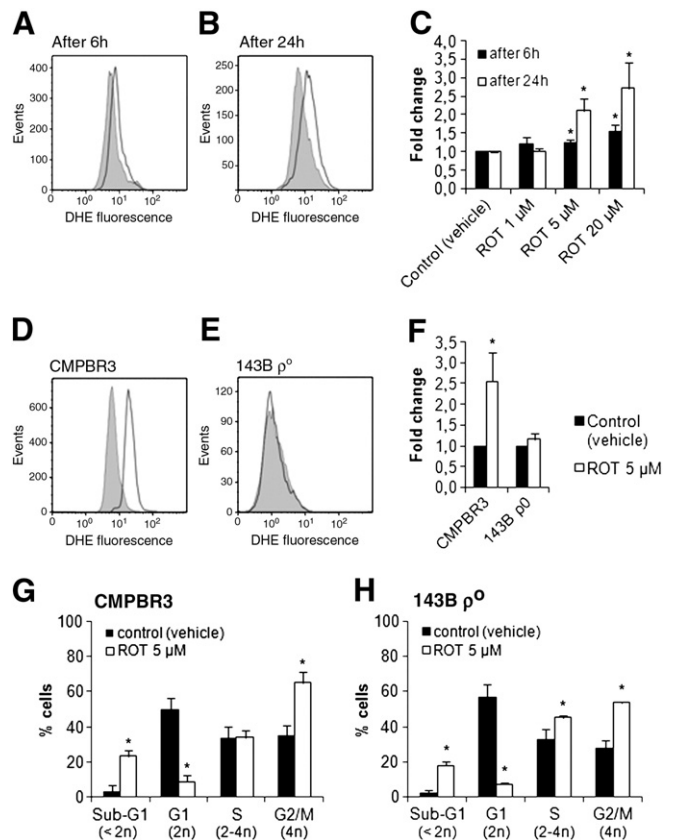 A
After 6h
400
300
200
100
0
Events
0 10⁰ 10¹ 10²
DHE fluorescence
B
After 24h
250
200
150
100
50
Events
0 10⁰ 10¹ 10²
DHE fluorescence
C
4,0
3,5
3,0
2,5
2,0
1,5
1,0
0,5
0,0
Fold change
after 6h
after 24h
* * * *
Control (vehicle)
ROT 1 µM
ROT 5 µM
ROT 20 µM
D
CMPBR3
600
400
200
0
Events
0 10⁰ 10¹ 10²
DHE fluorescence
E
143B ρ⁰
120
90
60
30
0
Events
0 10⁰ 10¹ 10²
DHE fluorescence
F
3,5
3,0
2,5
2,0
1,5
1,0
0,5
0,0
Fold change
*
CMPBR3
143B ρ0
Control
(vehicle)
ROT 5 µM
G
CMPBR3
100
80
60
40
20
0
% cells
control (vehicle)
ROT 5 µM
* * *
Sub-G1 G1 S G2/M
(<2n) (2n) (2-4n) (4n)
H
143B ρ⁰
100
80
60
40
20
0
% cells
control (vehicle)
ROT 5 µM
* * * *
Sub-G1 G1 S G2/M
(<2n) (2n) (2-4n) (4n)